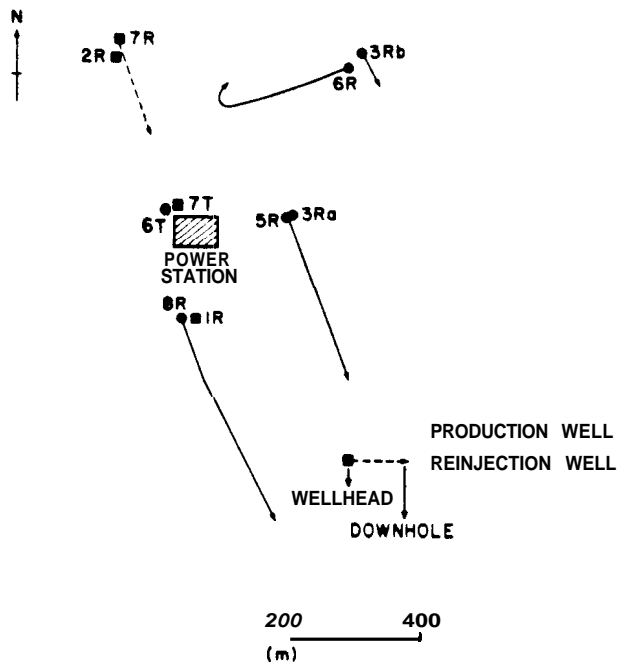 N
7R
2R
3Rb
6R
7T
6T
5R 3Ra
POWER
STATION
8R
1R
PRODUCTION WELL
REINJECTION WELL
WELLHEAD
DOWNHOLE
200 400
(m)